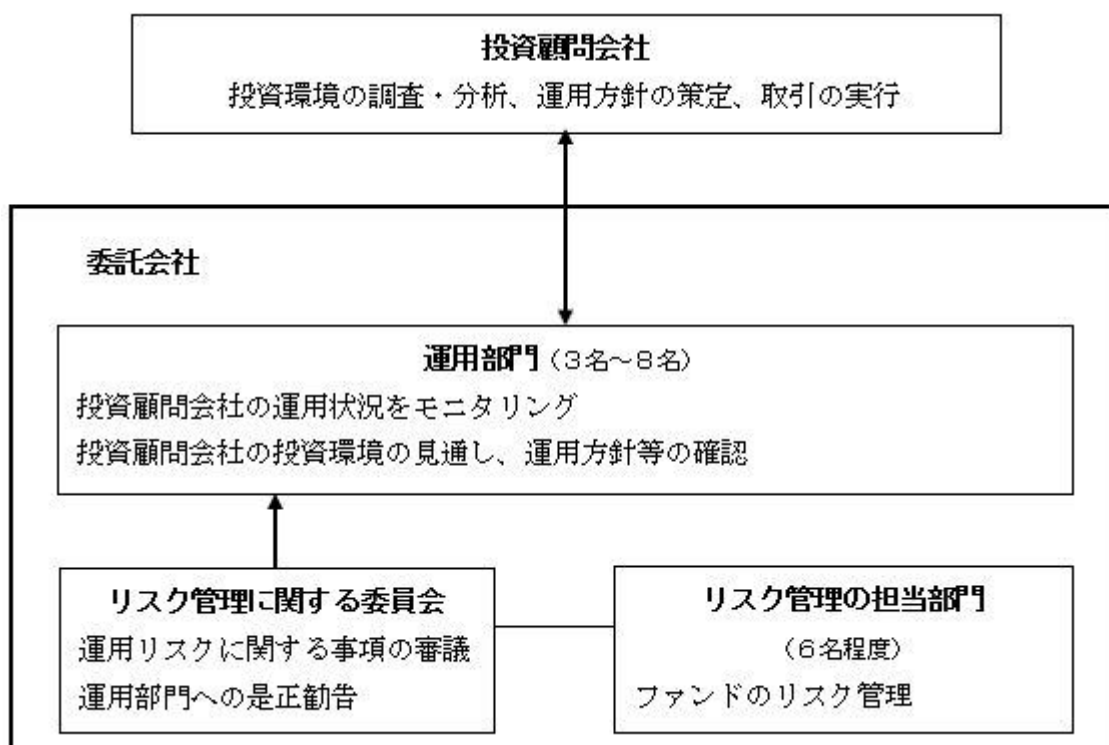 投資顧問会社
投資環境の調査・分析、運用方針の策定、取引の実行
委託会社
運用部門（３名～８名）
投資顧問会社の運用状況をモニタリング
投資顧問会社の投資環境の見通し、運用方針等の確認
リスク管理に関する委員会
運用リスクに関する事項の審議
運用部門への是正勧告
リスク管理の担当部門
（６名程度）
ファンドのリスク管理